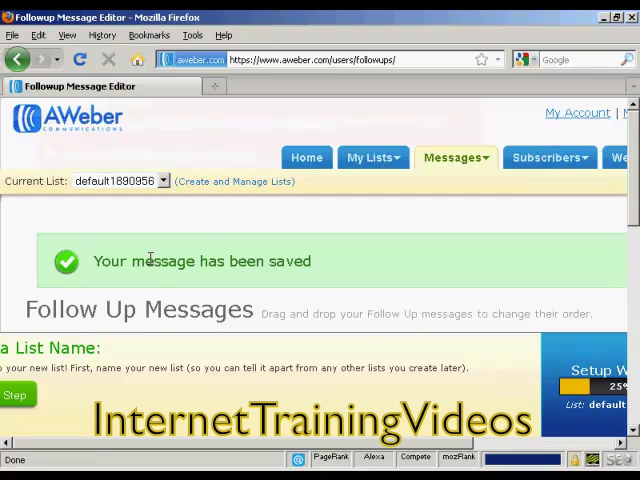 Followup Message Editor - Mozilla Firefox
File Edit View History Bookmarks Tools Help
aweber.com https://www.aweber.com/users/followups/ Google
Followup Message Editor
AWeber
COMMUNICATIONS
My Account
Home My Lists Messages Subscribers We
Current List: default1890956 (Create and Manage Lists)
Your message has been saved
Follow Up Messages Drag and drop your Follow Up messages to change their order.
a List Name:
your new list! First, name your new list (so you can tell it apart from any other lists you create later).
Setup W
Step
25%
List: default
InternetTrainingVideos
Done PageRank Alexa Compete mozRank SEO